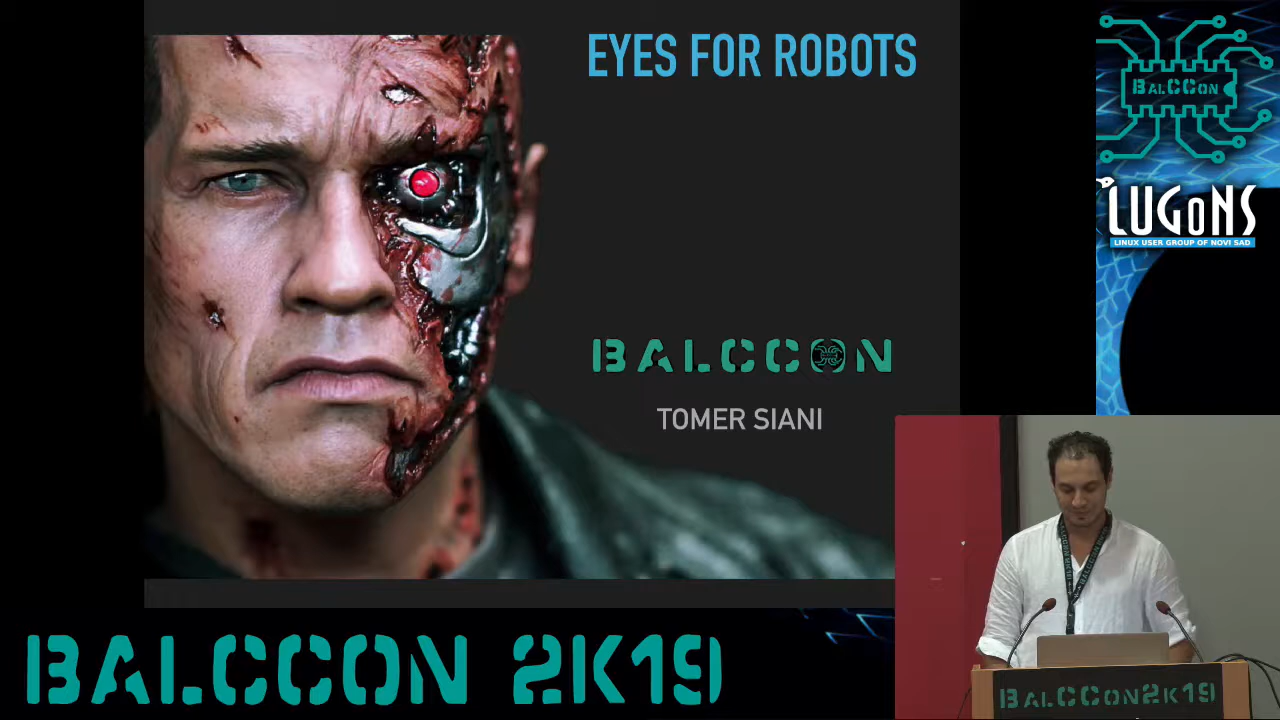 EYES FOR ROBOTS
BALCCON
TOMER SIANI
BALCCON
LUGONS
LINUX USER GROUP OF NOVI SAD
BALCCON 2K19
BALCCON2K19